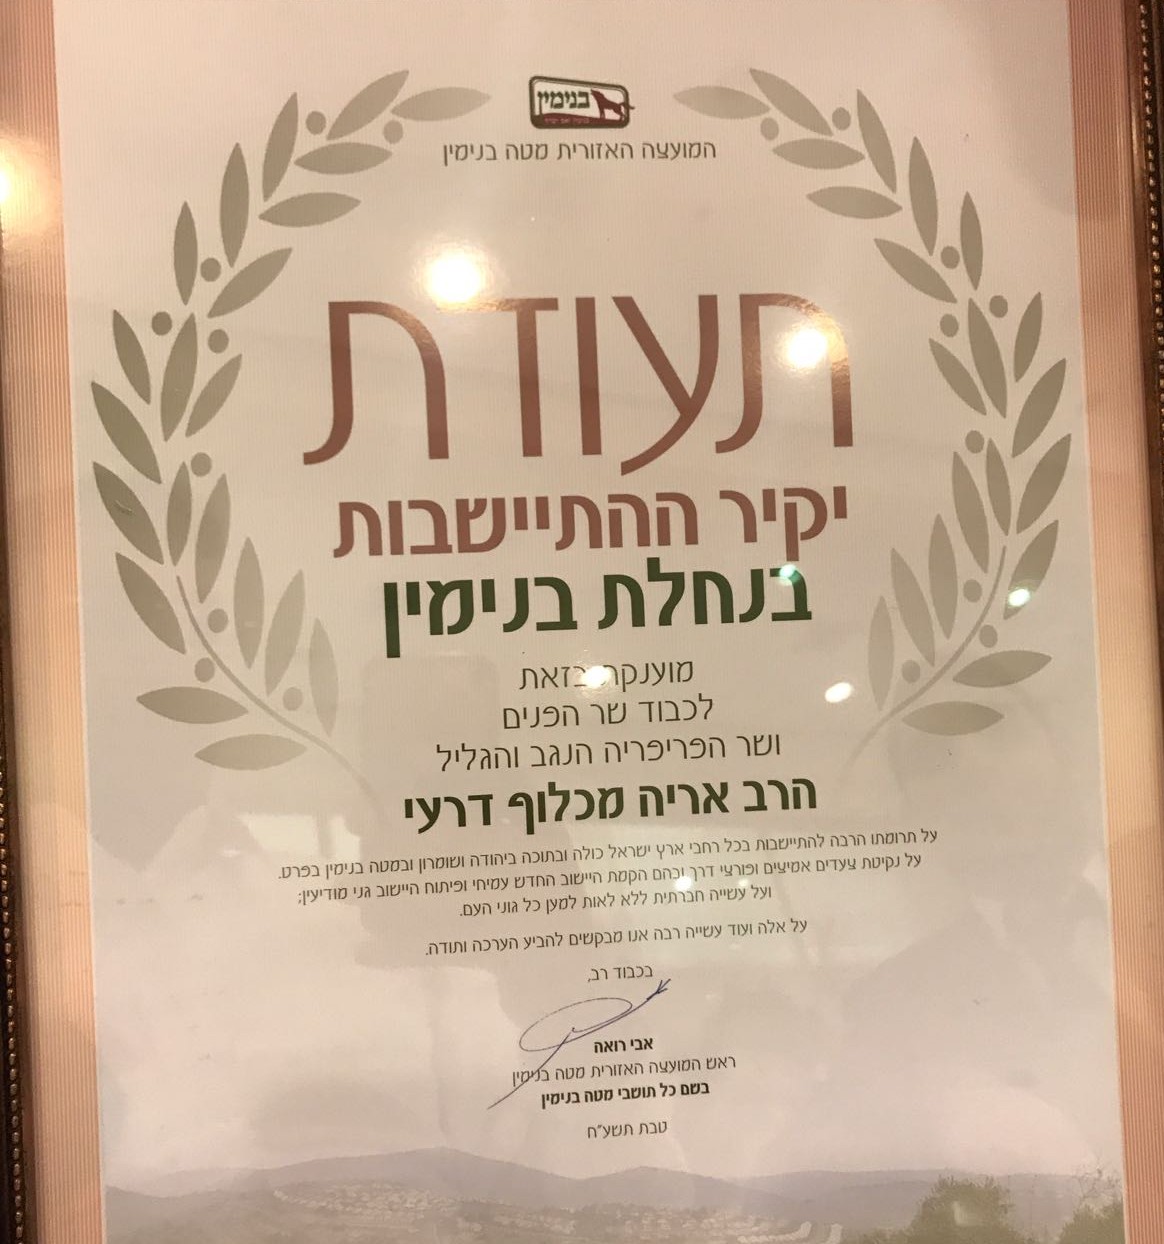 בנימין
המועצה האזורית מטה בנימין
תעודת
יקיר ההתיישבות
בנחלת בנימין
מוענקת בזאת
לכבוד שר הפנים
ושר הפריפריה הנגב והגליל
הרב אריה מכלוף דרעי
על תרומתו הרבה להתיישבות בכל רחבי ארץ ישראל כולה ובתוכה ביהודה ושומרון ובמטה בנימין בפרט.
על נקיטת צעדים אמיצים ופורצי דרך ובהם הקמת היישוב החדש עמיחי ופיתוח היישוב גני מודיעין;
ועל עשייה חברתית ללא לאות למען כל גוני העם.
על אלה ועוד עשייה רבה אנו מבקשים להביע הערכה ותודה.
בכבוד רב,
אבי רואה
ראש המועצה האזורית מטה בנימין
בשם כל תושבי מטה בנימין
טבת תשע"ח